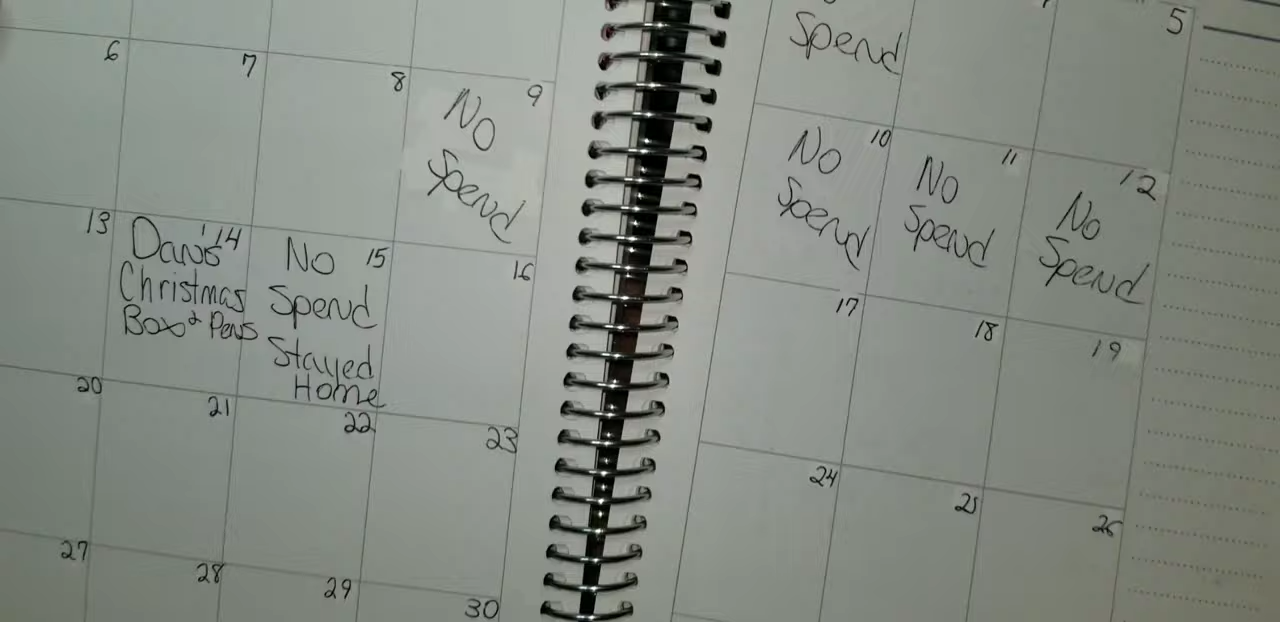 Spend
5
6
7
8
No 9
Spend
No 10
Spend
No 11
Spend
12
No
Spend
13
14
Christmas
Box & Pens
No 15
Spend
Stayed
Home
16
17
18
19
20
21
22
23
24
25
26
27
28
29
30